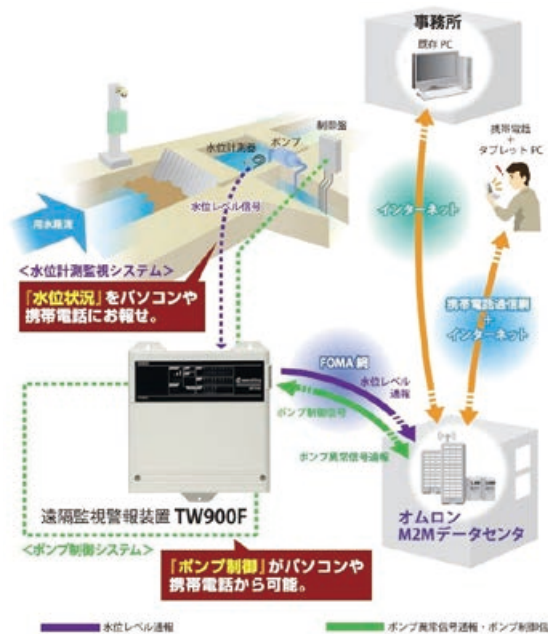 事務所
既存 PC
制御盤
水位計測器
ポンプ
携帯電話
+
タブレット PC
水位レベル信号
インターネット
用水路流
<水位計測監視システム>
『水位状況』をパソコンや
携帯電話にお報せ。
携帯電話通信網
+
インターネット
FOMA 網
水位レベル
通報
ポンプ制御信号
ポンプ異常信号通報
遠隔監視警報装置 TW900F
オムロン
M2Mデータセンタ
<ポンプ制御システム>
『ポンプ制御』がパソコンや
携帯電話から可能。
水位レベル通報
ポンプ異常信号通報・ポンプ制御信